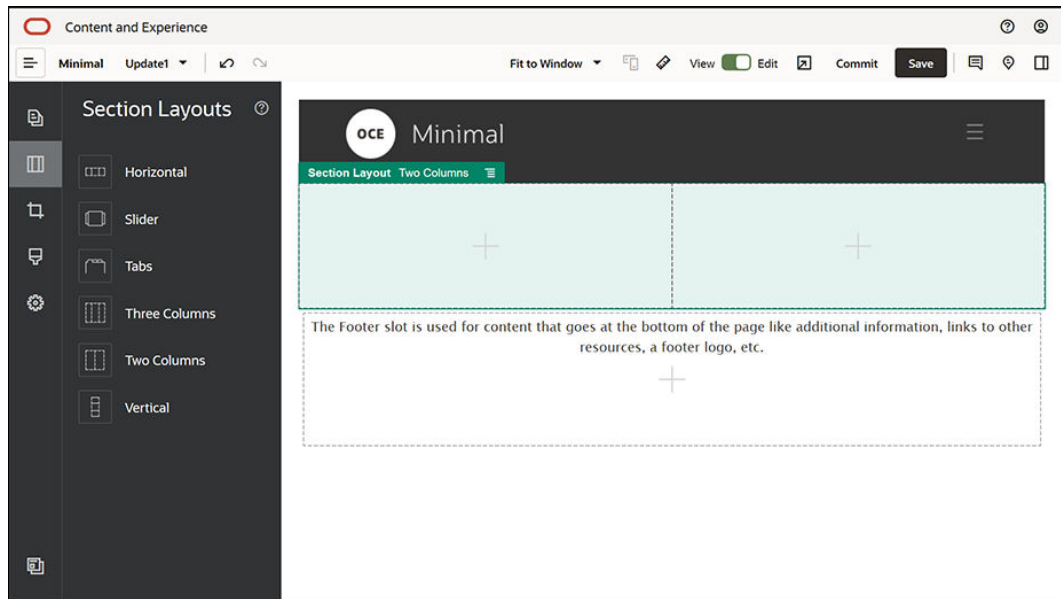 Content and Experience
Minimal Update1 Fit to Window View Edit Commit Save
Section Layouts
Horizontal
Slider
Tabs
Three Columns
Two Columns
Vertical
OCE Minimal
Section Layout Two Columns
The Footer slot is used for content that goes at the bottom of the page like additional information, links to other
resources, a footer logo, etc.